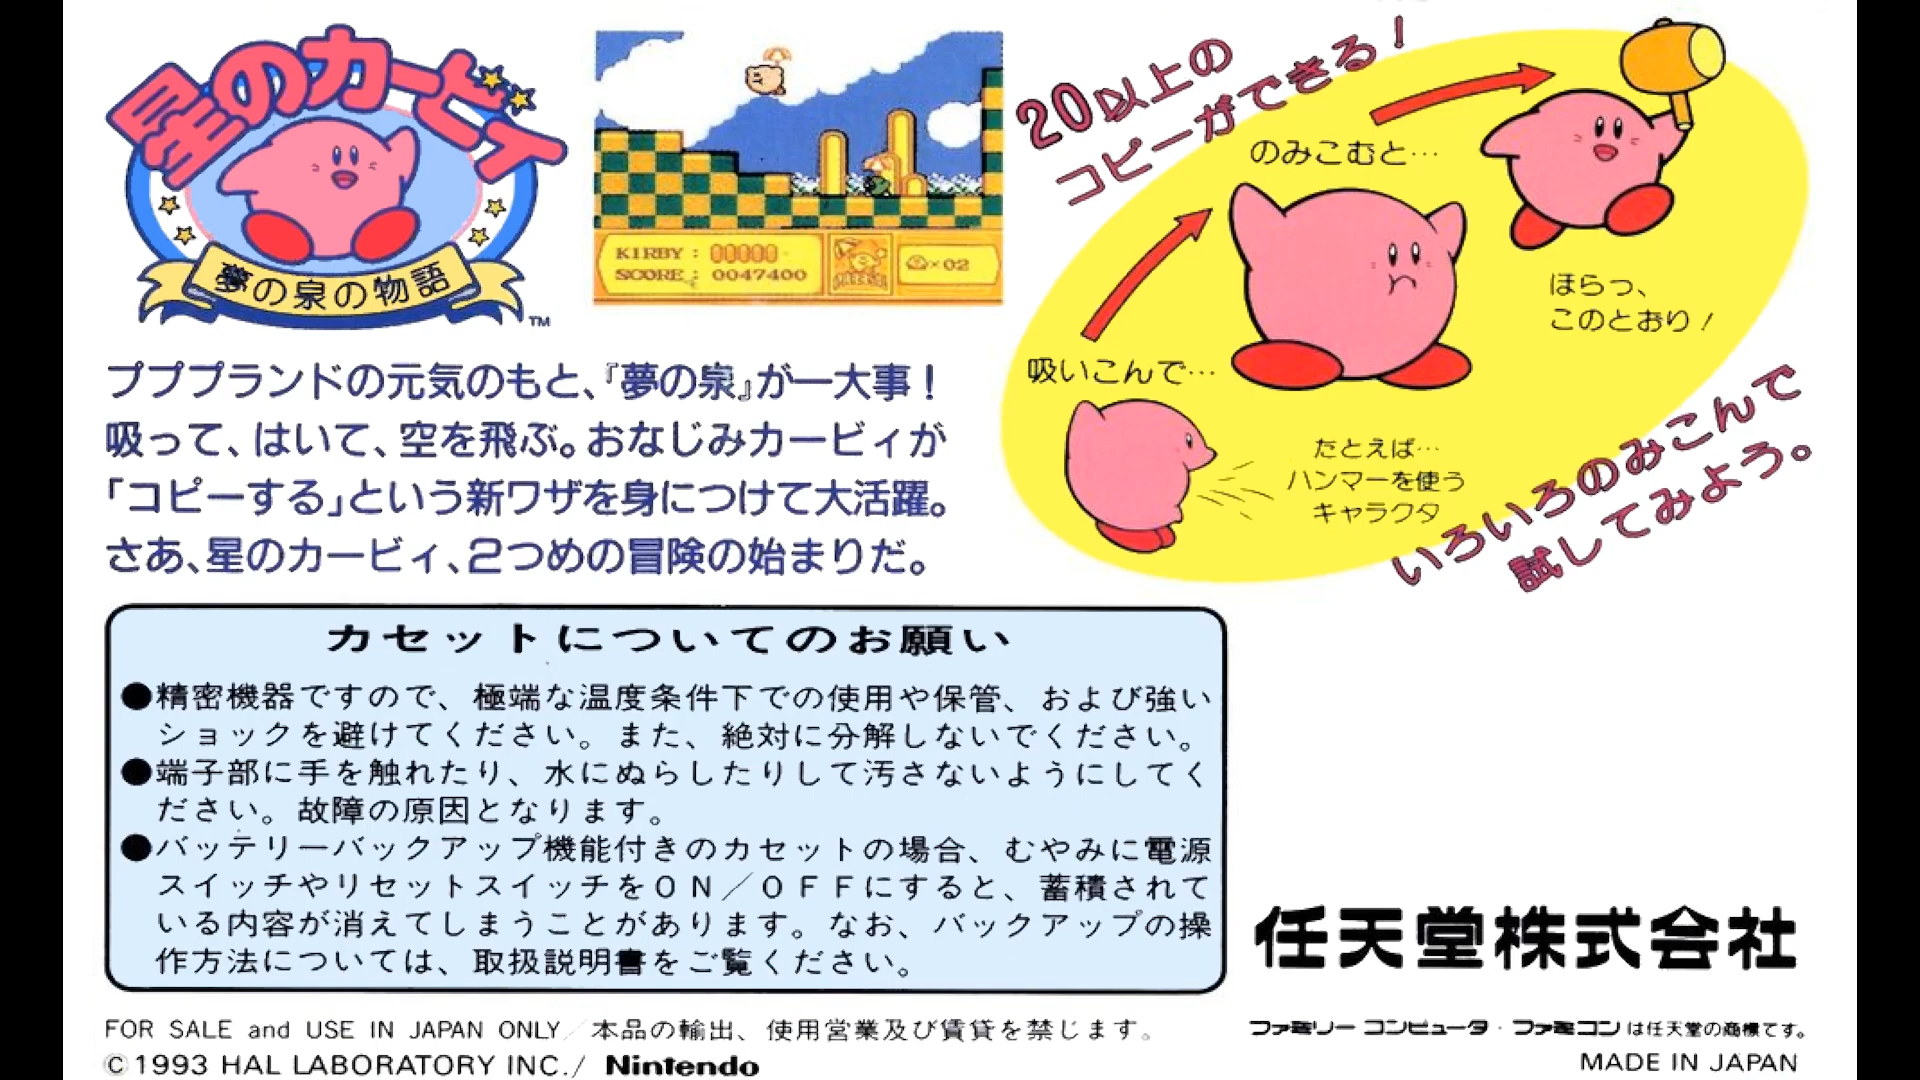 星のカービィ
夢の泉の物語
TM
KIRBY :
SCORE : 0047400
×02
20以上の
コピーができる!
のみこむと…
ほらっ、
このとおり!
吸いこんで…
たとえば…
ハンマーを使う
キャラクタ
いろいろのみこんで
試してみよう。
プププランドの元気のもと、『夢の泉』が一大事!
吸って、はいて、空を飛ぶ。おなじみカービィが
「コピーする」という新ワザを身につけて大活躍。
さあ、星のカービィ、2つめの冒険の始まりだ。
カセットについてのお願い
●精密機器ですので、極端な温度条件下での使用や保管、および強い
ショックを避けてください。また、絶対に分解しないでください。
●端子部に手を触れたり、水にぬらしたりして汚さないようにしてく
ださい。故障の原因となります。
●バッテリーバックアップ機能付きのカセットの場合、むやみに電源
スイッチやリセットスイッチをON/OFFにすると、蓄積されて
いる内容が消えてしまうことがあります。なお、バックアップの操
作方法については、取扱説明書をご覧ください。
任天堂株式会社
FOR SALE and USE IN JAPAN ONLY/本品の輸出、使用営業及び賃貸を禁じます。
ファミリーコンピュータ・ファミコンは任天堂の商標です。
©1993 HAL LABORATORY INC./ Nintendo
MADE IN JAPAN